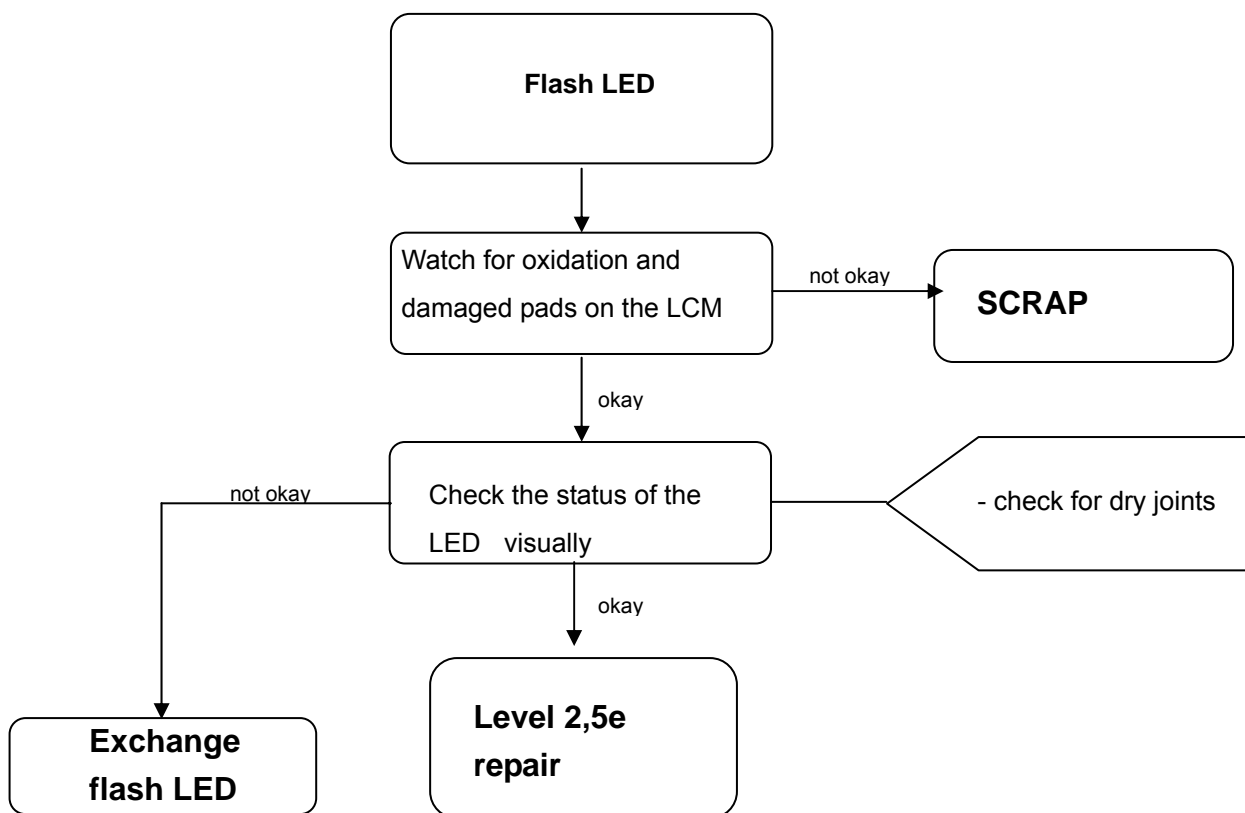 Flash LED
Watch for oxidation and
damaged pads on the LCM
not okay
SCRAP
okay
not okay
Check the status of the
LED visually
- check for dry joints
okay
Exchange
flash LED
Level 2,5e
repair